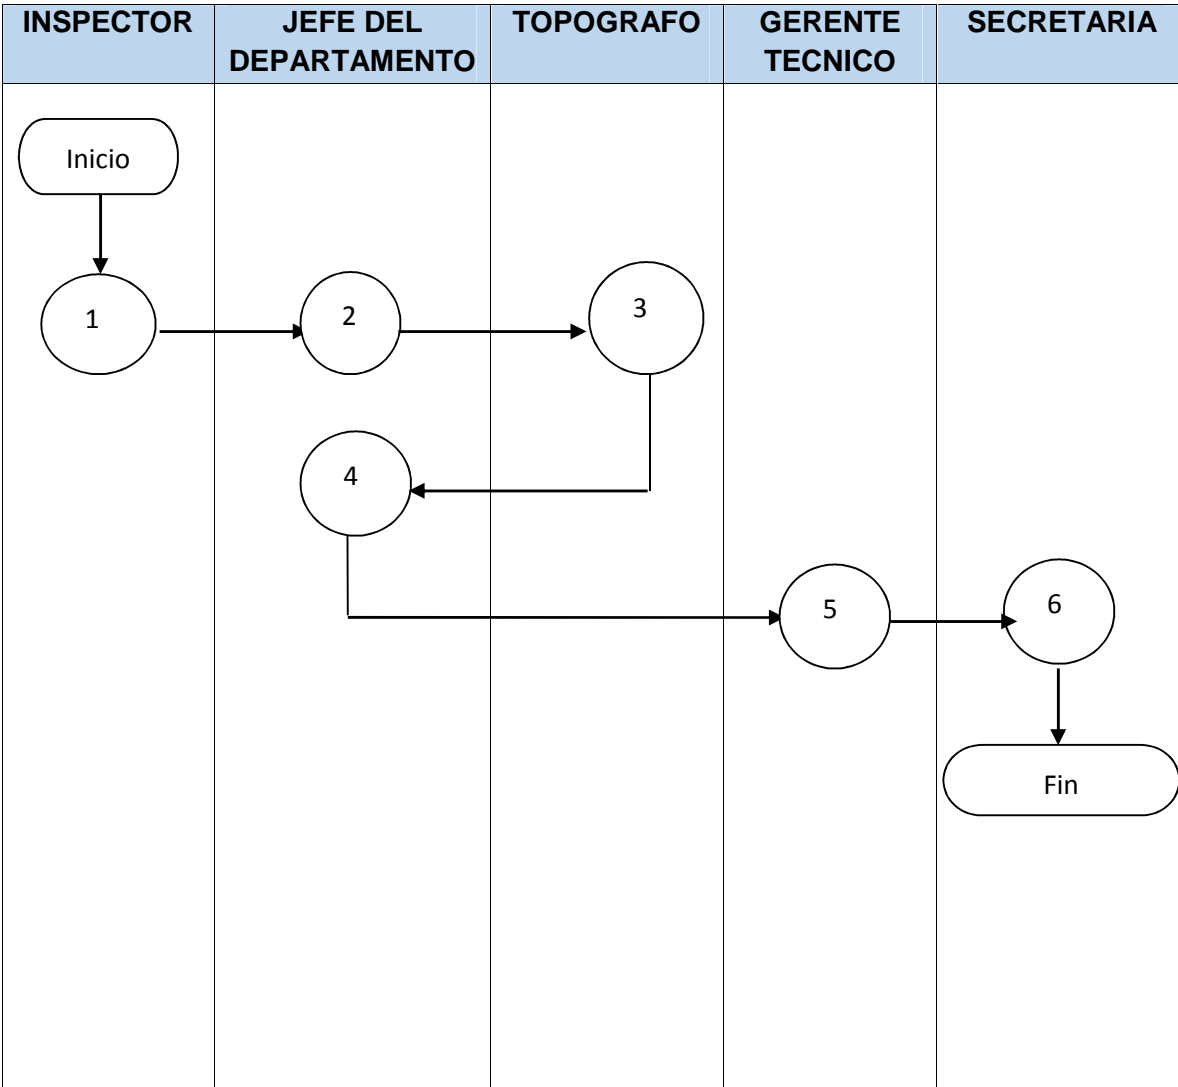 INSPECTOR
JEFE DEL
DEPARTAMENTO
TOPOGRAFO
GERENTE
TECNICO
SECRETARIA
Inicio
1
2
3
4
5
6
Fin